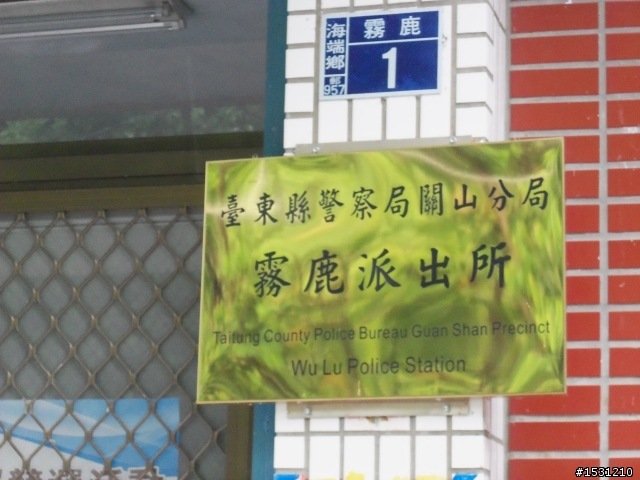 霧鹿
海端鄉
1
郵
957
臺東縣警察局關山分局
霧鹿派出所
Taitung County Police Bureau Guan Shan Precinct
Wu Lu Police Station
#1531210